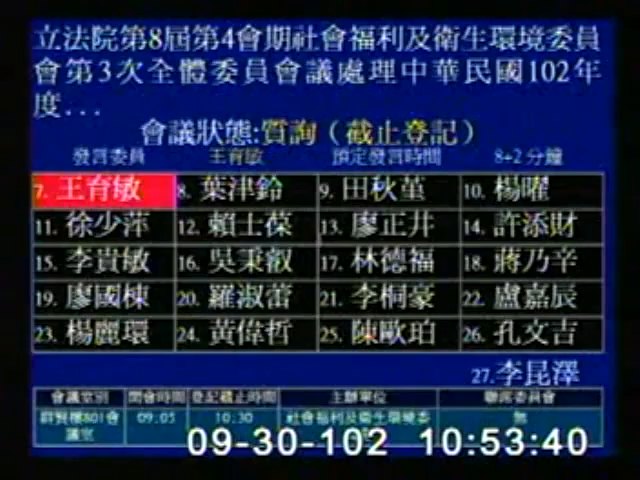 立法院第8屆第4會期社會福利及衛生環境委員
會第3次全體委員會議處理中華民國102年
度...
會議狀態:質詢（截止登記）
發言委員 王育敏 預定發言時間 8+2 分鐘
7. 王育敏 8. 葉津鈴 9. 田秋堇 10. 楊曜
11. 徐少萍 12. 賴士葆 13. 廖正井 14. 許添財
15. 李貴敏 16. 吳秉叡 17. 林德福 18. 蔣乃辛
19. 廖國棟 20. 羅淑蕾 21. 李桐豪 22. 盧嘉辰
23. 楊麗環 24. 黃偉哲 25. 陳歐珀 26. 孔文吉
27. 李昆澤
會議室別 開會時間 登記截止時間 主辦單位 聯席委員會
群賢樓801會 09:05 10:30 社會福利及衛生環境委 無
議室
09-30-102 10:53:40